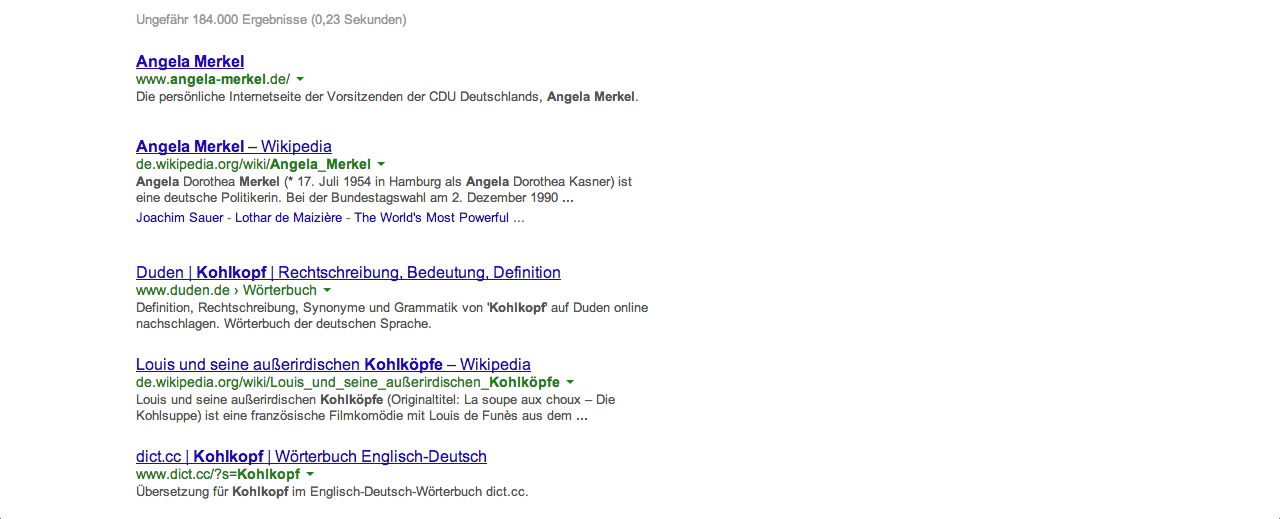 Ungefähr 184.000 Ergebnisse (0,23 Sekunden)
Angela Merkel
www.angela-merkel.de/
Die persönliche Internetseite der Vorsitzenden der CDU Deutschlands, Angela Merkel.
Angela Merkel – Wikipedia
de.wikipedia.org/wiki/Angela_Merkel
Angela Dorothea Merkel (* 17. Juli 1954 in Hamburg als Angela Dorothea Kasner) ist
eine deutsche Politikerin. Bei der Bundestagswahl am 2. Dezember 1990 ...
Joachim Sauer - Lothar de Maizière - The World's Most Powerful ...
Duden | Kohlkopf | Rechtschreibung, Bedeutung, Definition
www.duden.de › Wörterbuch
Definition, Rechtschreibung, Synonyme und Grammatik von 'Kohlkopf' auf Duden online
nachschlagen. Wörterbuch der deutschen Sprache.
Louis und seine außerirdischen Kohlköpfe – Wikipedia
de.wikipedia.org/wiki/Louis_und_seine_außerirdischen_Kohlköpfe
Louis und seine außerirdischen Kohlköpfe (Originaltitel: La soupe aux choux – Die
Kohlsuppe) ist eine französische Filmkomödie mit Louis de Funès aus dem ...
dict.cc | Kohlkopf | Wörterbuch Englisch-Deutsch
www.dict.cc/?s=Kohlkopf
Übersetzung für Kohlkopf im Englisch-Deutsch-Wörterbuch dict.cc.